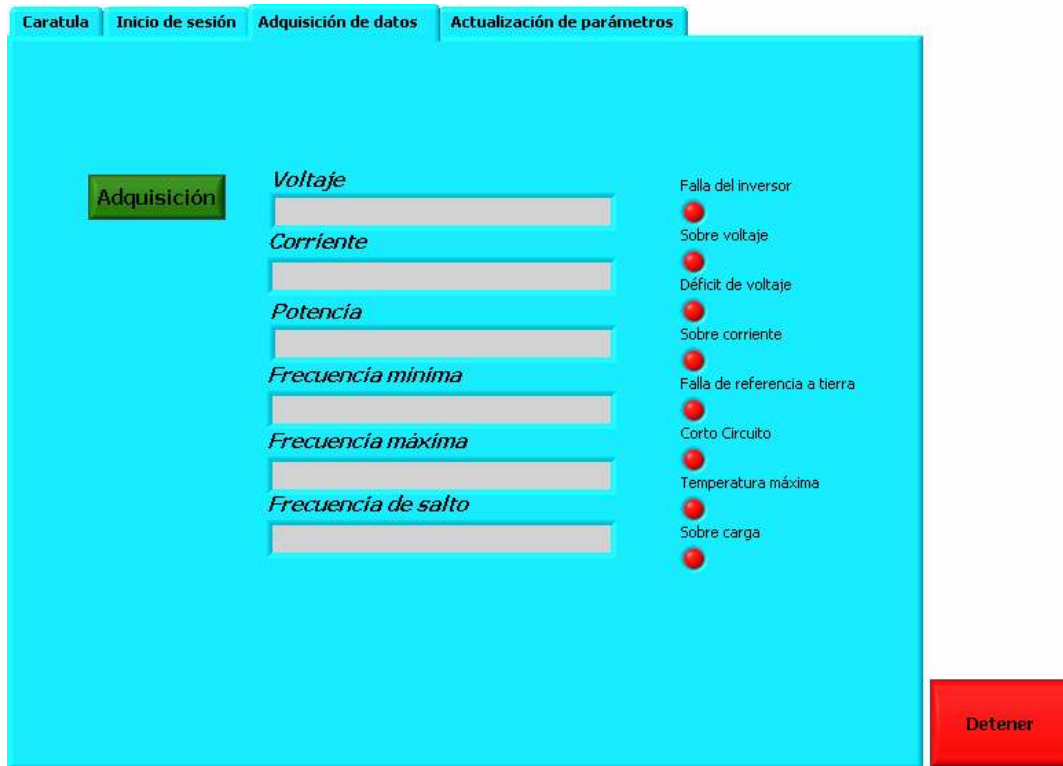 Caratula
Inicio de sesión
Adquisición de datos
Actualización de parámetros
Adquisición
Voltaje
Corriente
Potencia
Frecuencia minima
Frecuencia máxima
Frecuencia de salto
Falla del inversor
Sobre voltaje
Déficit de voltaje
Sobre corriente
Falla de referencia a tierra
Corto Circuito
Temperatura máxima
Sobre carga
Detener